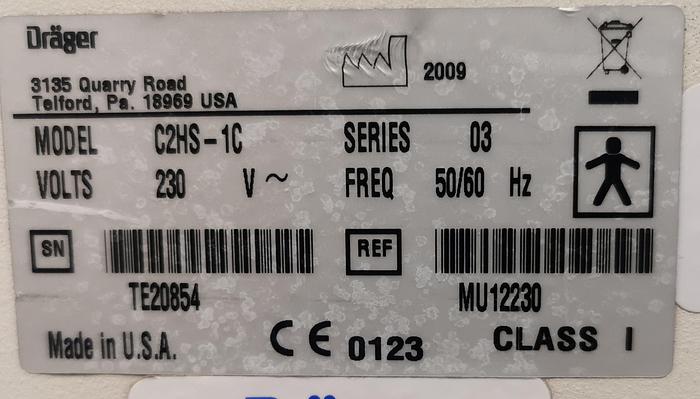 Dräger
2009
3135 Quarry Road
Telford, Pa. 18969 USA
MODEL C2HS-1C SERIES 03
VOLTS 230 V ~ FREQ 50/60 Hz
SN REF
TE20854 MU12230
Made in U.S.A. CE 0123 CLASS I